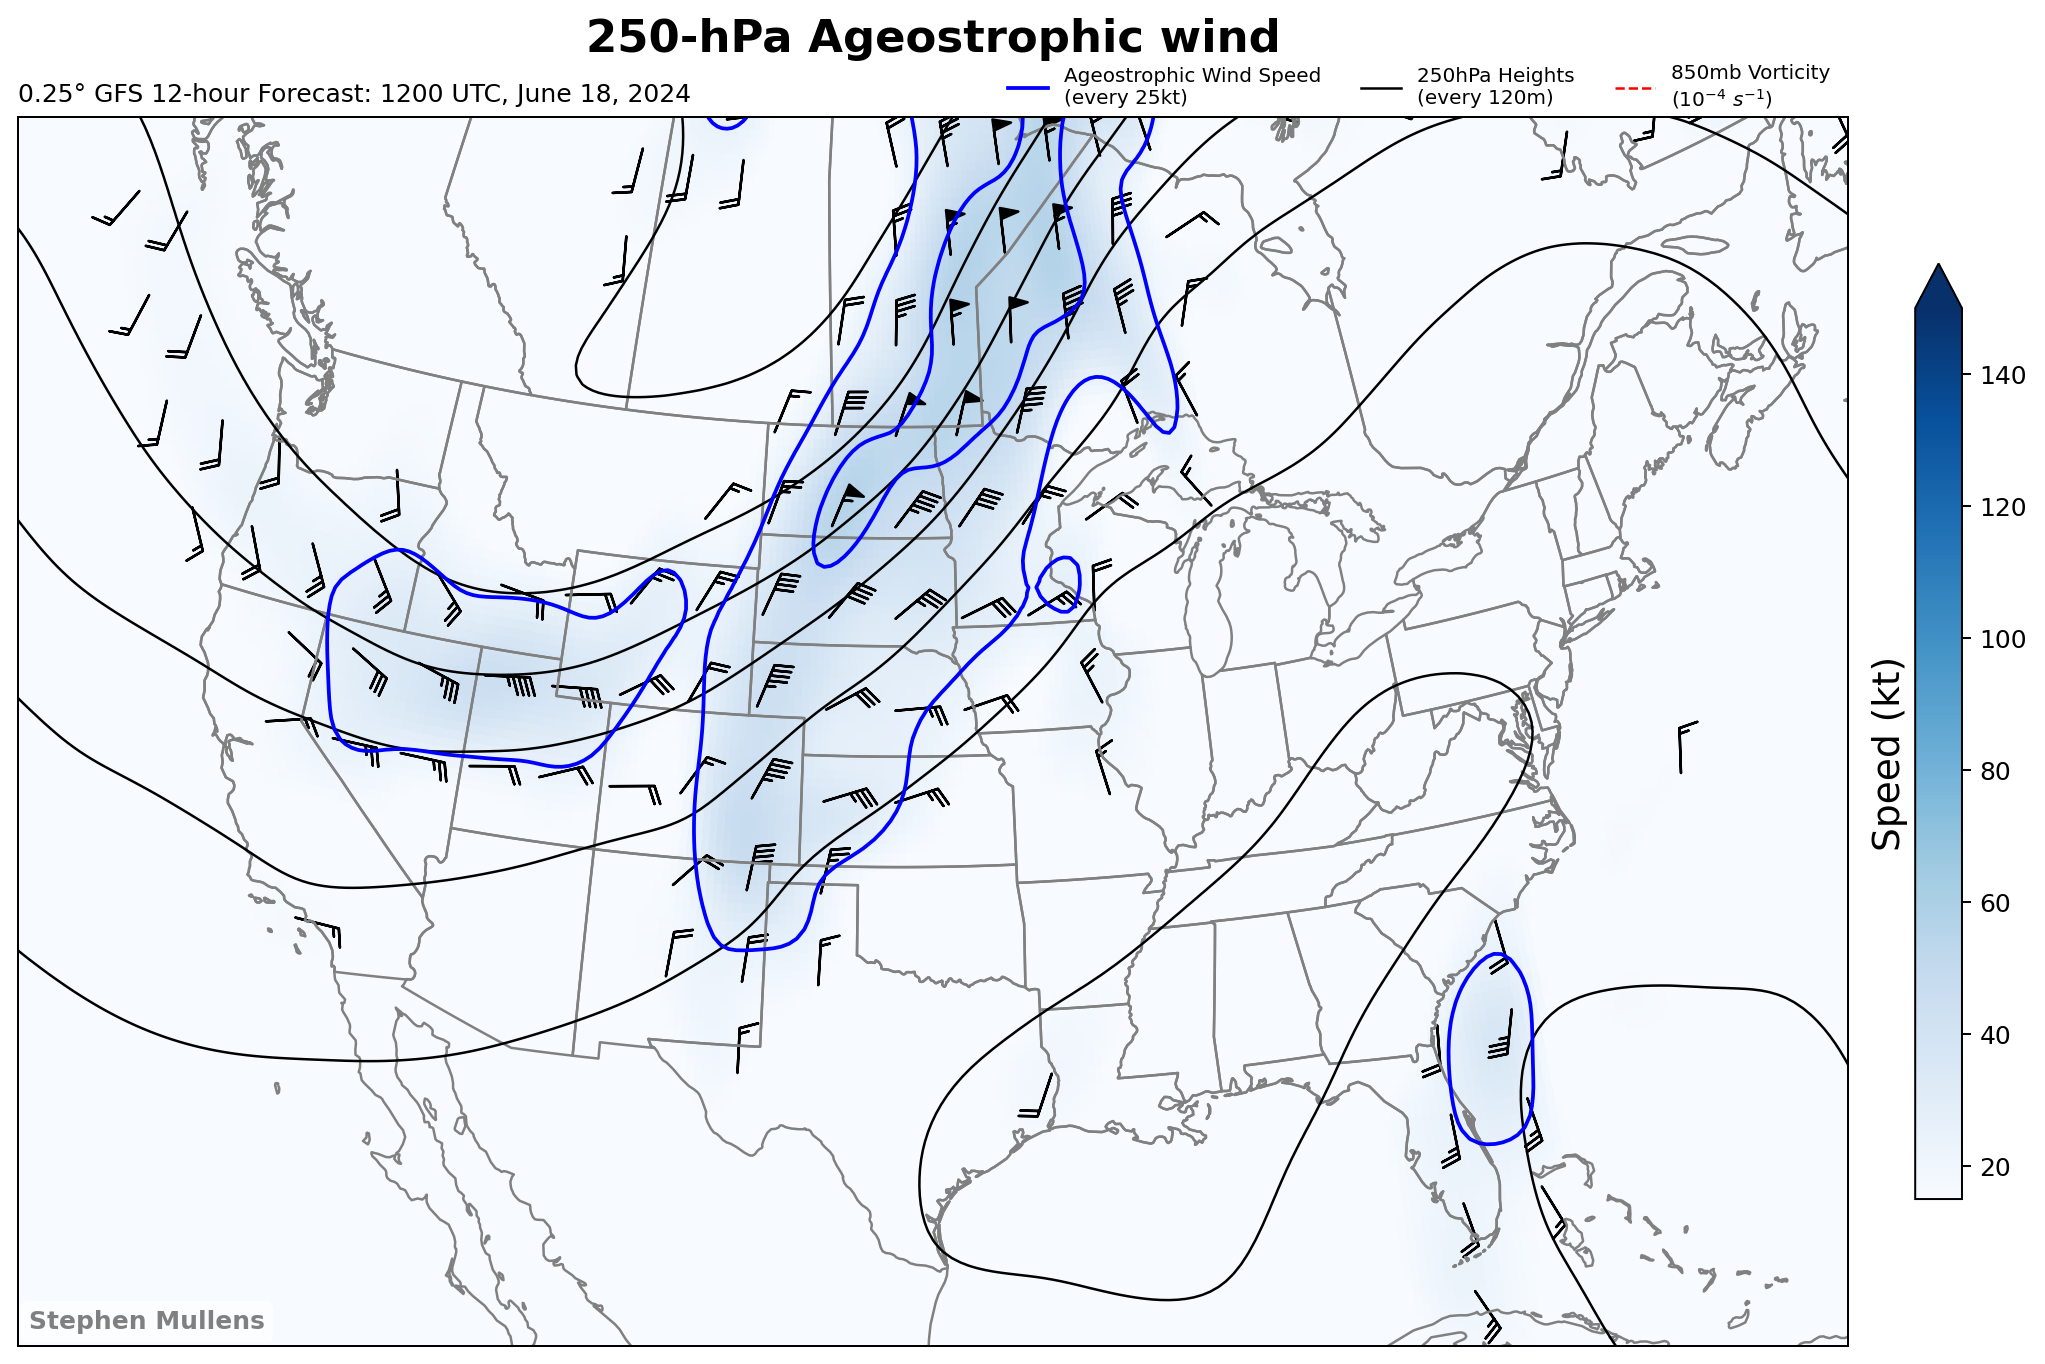 250-hPa Ageostrophic wind
0.25° GFS 12-hour Forecast: 1200 UTC, June 18, 2024
Ageostrophic Wind Speed
(every 25kt)
250hPa Heights
(every 120m)
850mb Vorticity
(10⁻⁴ s⁻¹)
140
120
100
80
60
40
20
Speed (kt)
Stephen Mullens